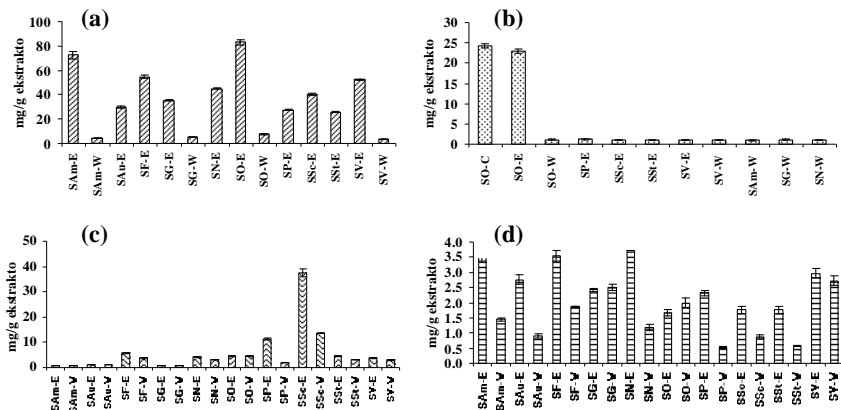 (a)
mg/g ekstrakto
100
80
60
40
20
0
SAm-E
SAm-W
SAu-E
SF-E
SG-E
SG-W
SN-E
SO-E
SO-W
SP-E
SSc-E
SSt-E
SV-E
SV-W
(b)
mg/g ekstrakto
30
25
20
15
10
5
0
SO-C
SO-E
SO-W
SP-E
SSc-E
SSt-E
SV-E
SV-W
SAm-W
SG-W
SN-W
(c)
mg/g ekstrakto
50
40
30
20
10
0
SAm-E
SAm-W
SAu-E
SAu-W
SF-E
SF-W
SG-E
SG-W
SN-E
SN-W
SO-E
SO-W
SP-E
SP-W
SSc-E
SSc-W
SSt-E
SSt-W
SV-E
SV-W
(d)
mg/g ekstrakto
4.0
3.5
3.0
2.5
2.0
1.5
1.0
0.5
0.0
SAm-E
SAm-W
SAu-E
SAu-W
SF-E
SF-W
SG-E
SG-W
SN-E
SN-W
SO-E
SO-W
SP-E
SP-W
SSc-E
SSc-W
SSt-E
SSt-W
SV-E
SV-W